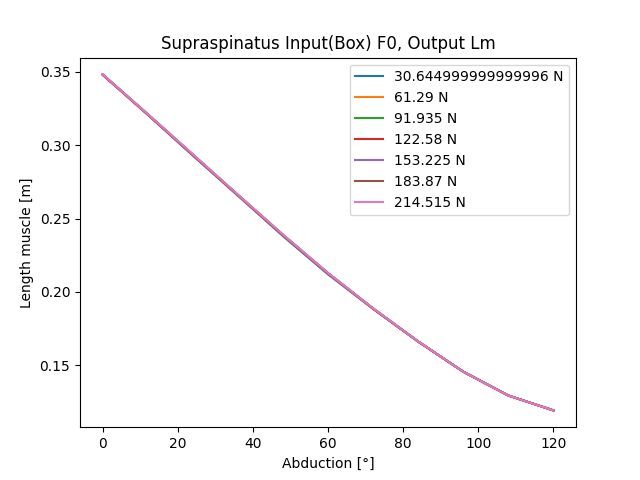 Supraspinatus Input(Box) F0, Output Lm
30.644999999999996 N
61.29 N
91.935 N
122.58 N
153.225 N
183.87 N
214.515 N
0.35
0.30
0.25
0.20
0.15
Length muscle [m]
0 20 40 60 80 100 120
Abduction [°]